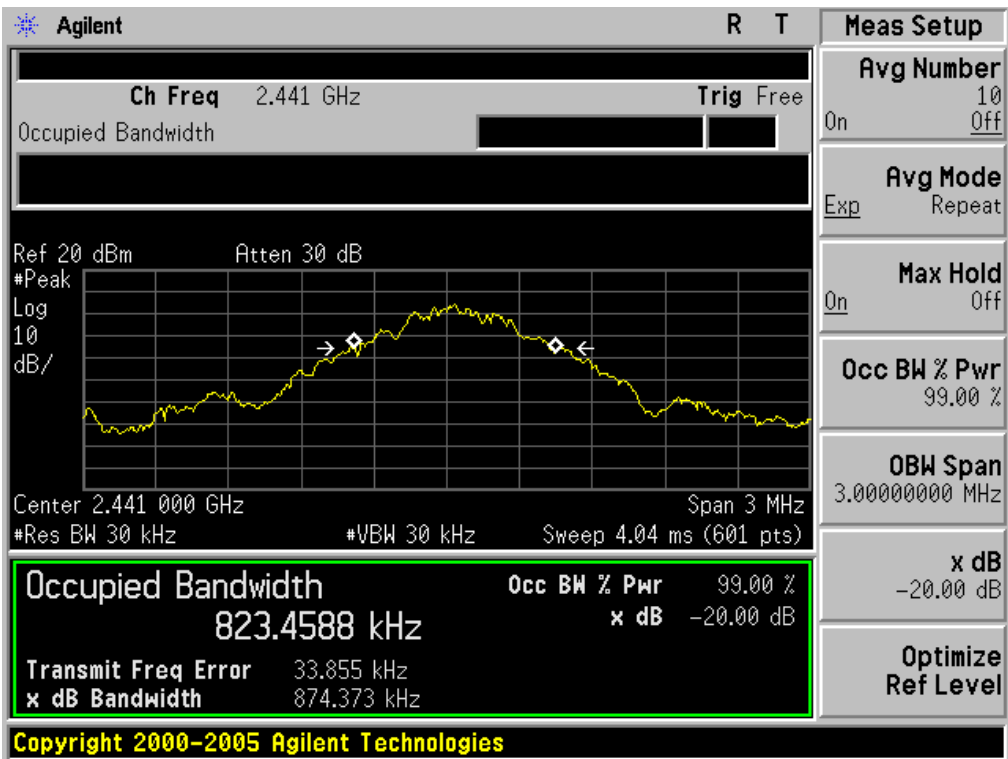 Agilent R T Meas Setup
Ch Freq 2.441 GHz Trig Free
Occupied Bandwidth
Ref 20 dBm Atten 30 dB
#Peak
Log
10
dB/
Center 2.441 000 GHz Span 3 MHz
#Res BW 30 kHz #VBW 30 kHz Sweep 4.04 ms (601 pts)
Occupied Bandwidth Occ BW % Pwr 99.00 %
823.4588 kHz x dB -20.00 dB
Transmit Freq Error 33.855 kHz
x dB Bandwidth 874.373 kHz
Copyright 2000-2005 Agilent Technologies
Avg Number
10
On Off
Avg Mode
Exp Repeat
Max Hold
On Off
Occ BW % Pwr
99.00 %
OBW Span
3.00000000 MHz
x dB
-20.00 dB
Optimize
Ref Level